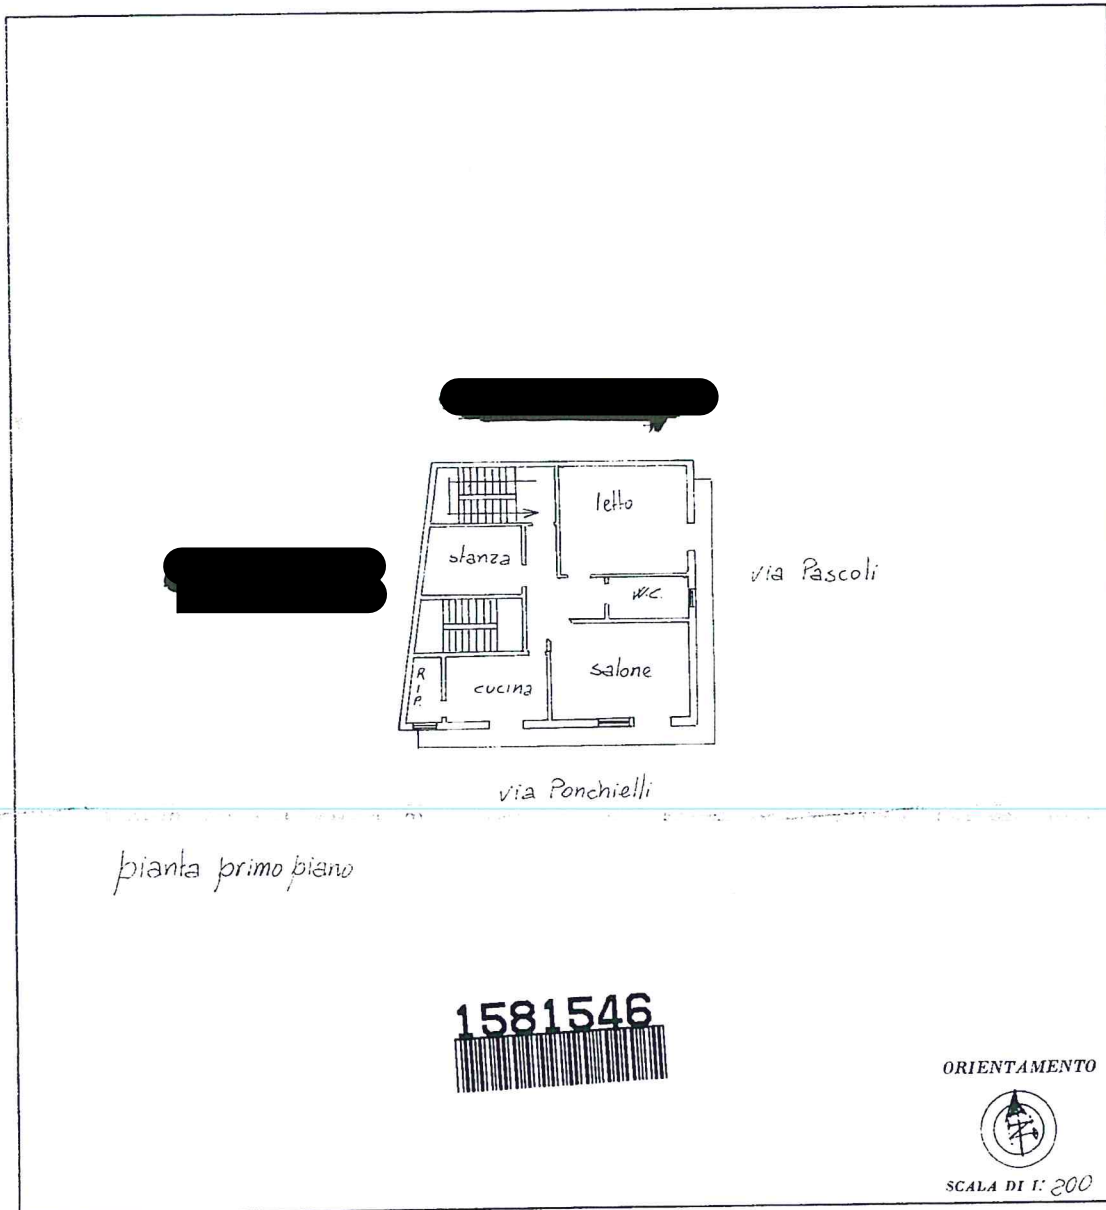 letto
stanza
via Pascoli
W.C.
salone
R
I
P.
cucina
via Ponchielli
pianta primo piano
1581546
ORIENTAMENTO
N
SCALA DI 1: 200